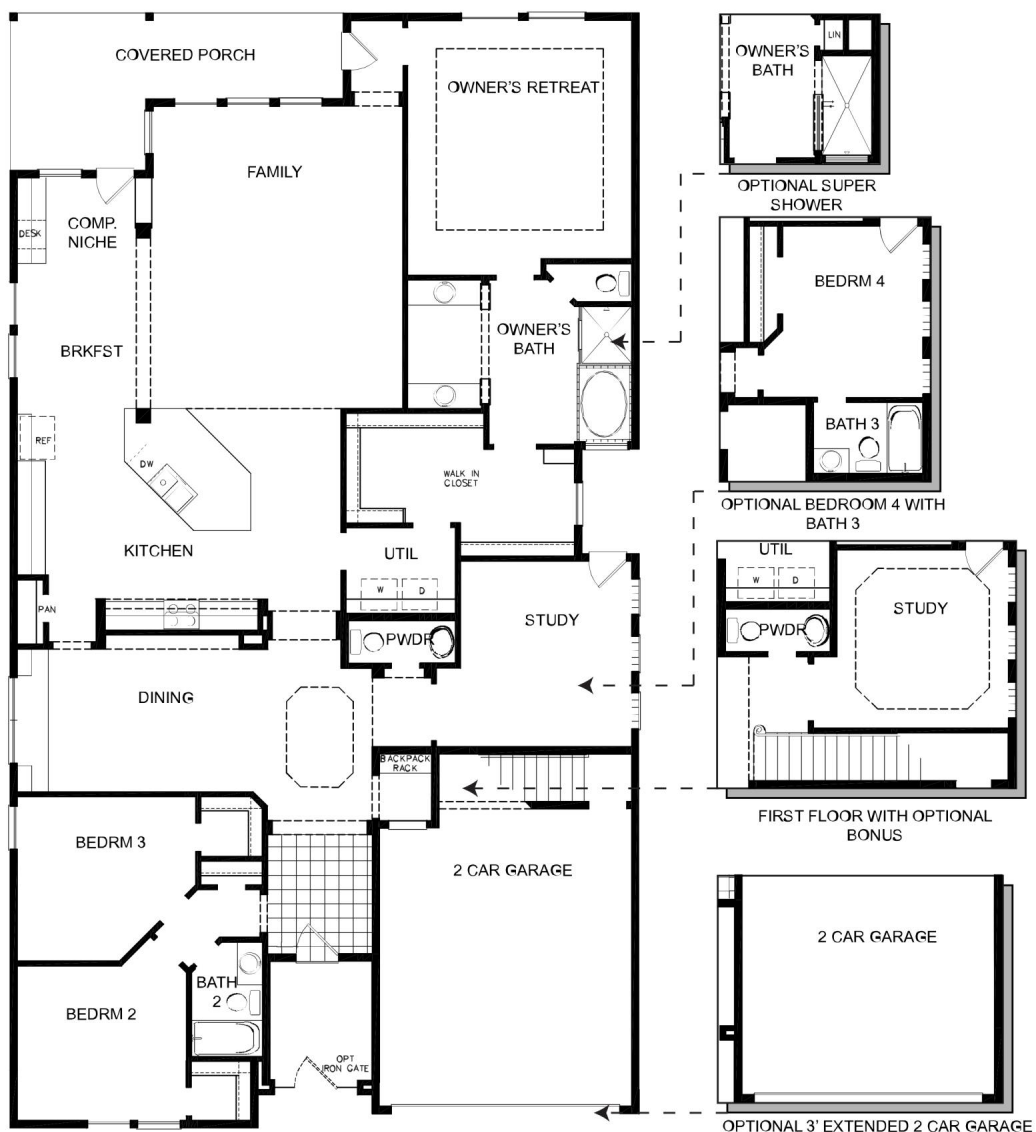 COVERED PORCH
OWNER'S RETREAT
FAMILY
COMP.
NICHE
DESK
BRKFST
OWNER'S
BATH
REF
DW
WALK IN
CLOSET
KITCHEN
UTIL
W
D
PAN
PWDR
STUDY
DINING
BACKPACK
RACK
BEDRM 3
2 CAR GARAGE
BATH
2
BEDRM 2
OPT
IRON GATE
LIN
OWNER'S
BATH
OPTIONAL SUPER
SHOWER
BEDRM 4
BATH 3
OPTIONAL BEDROOM 4 WITH
BATH 3
UTIL
W
D
PWDR
STUDY
FIRST FLOOR WITH OPTIONAL
BONUS
2 CAR GARAGE
OPTIONAL 3' EXTENDED 2 CAR GARAGE